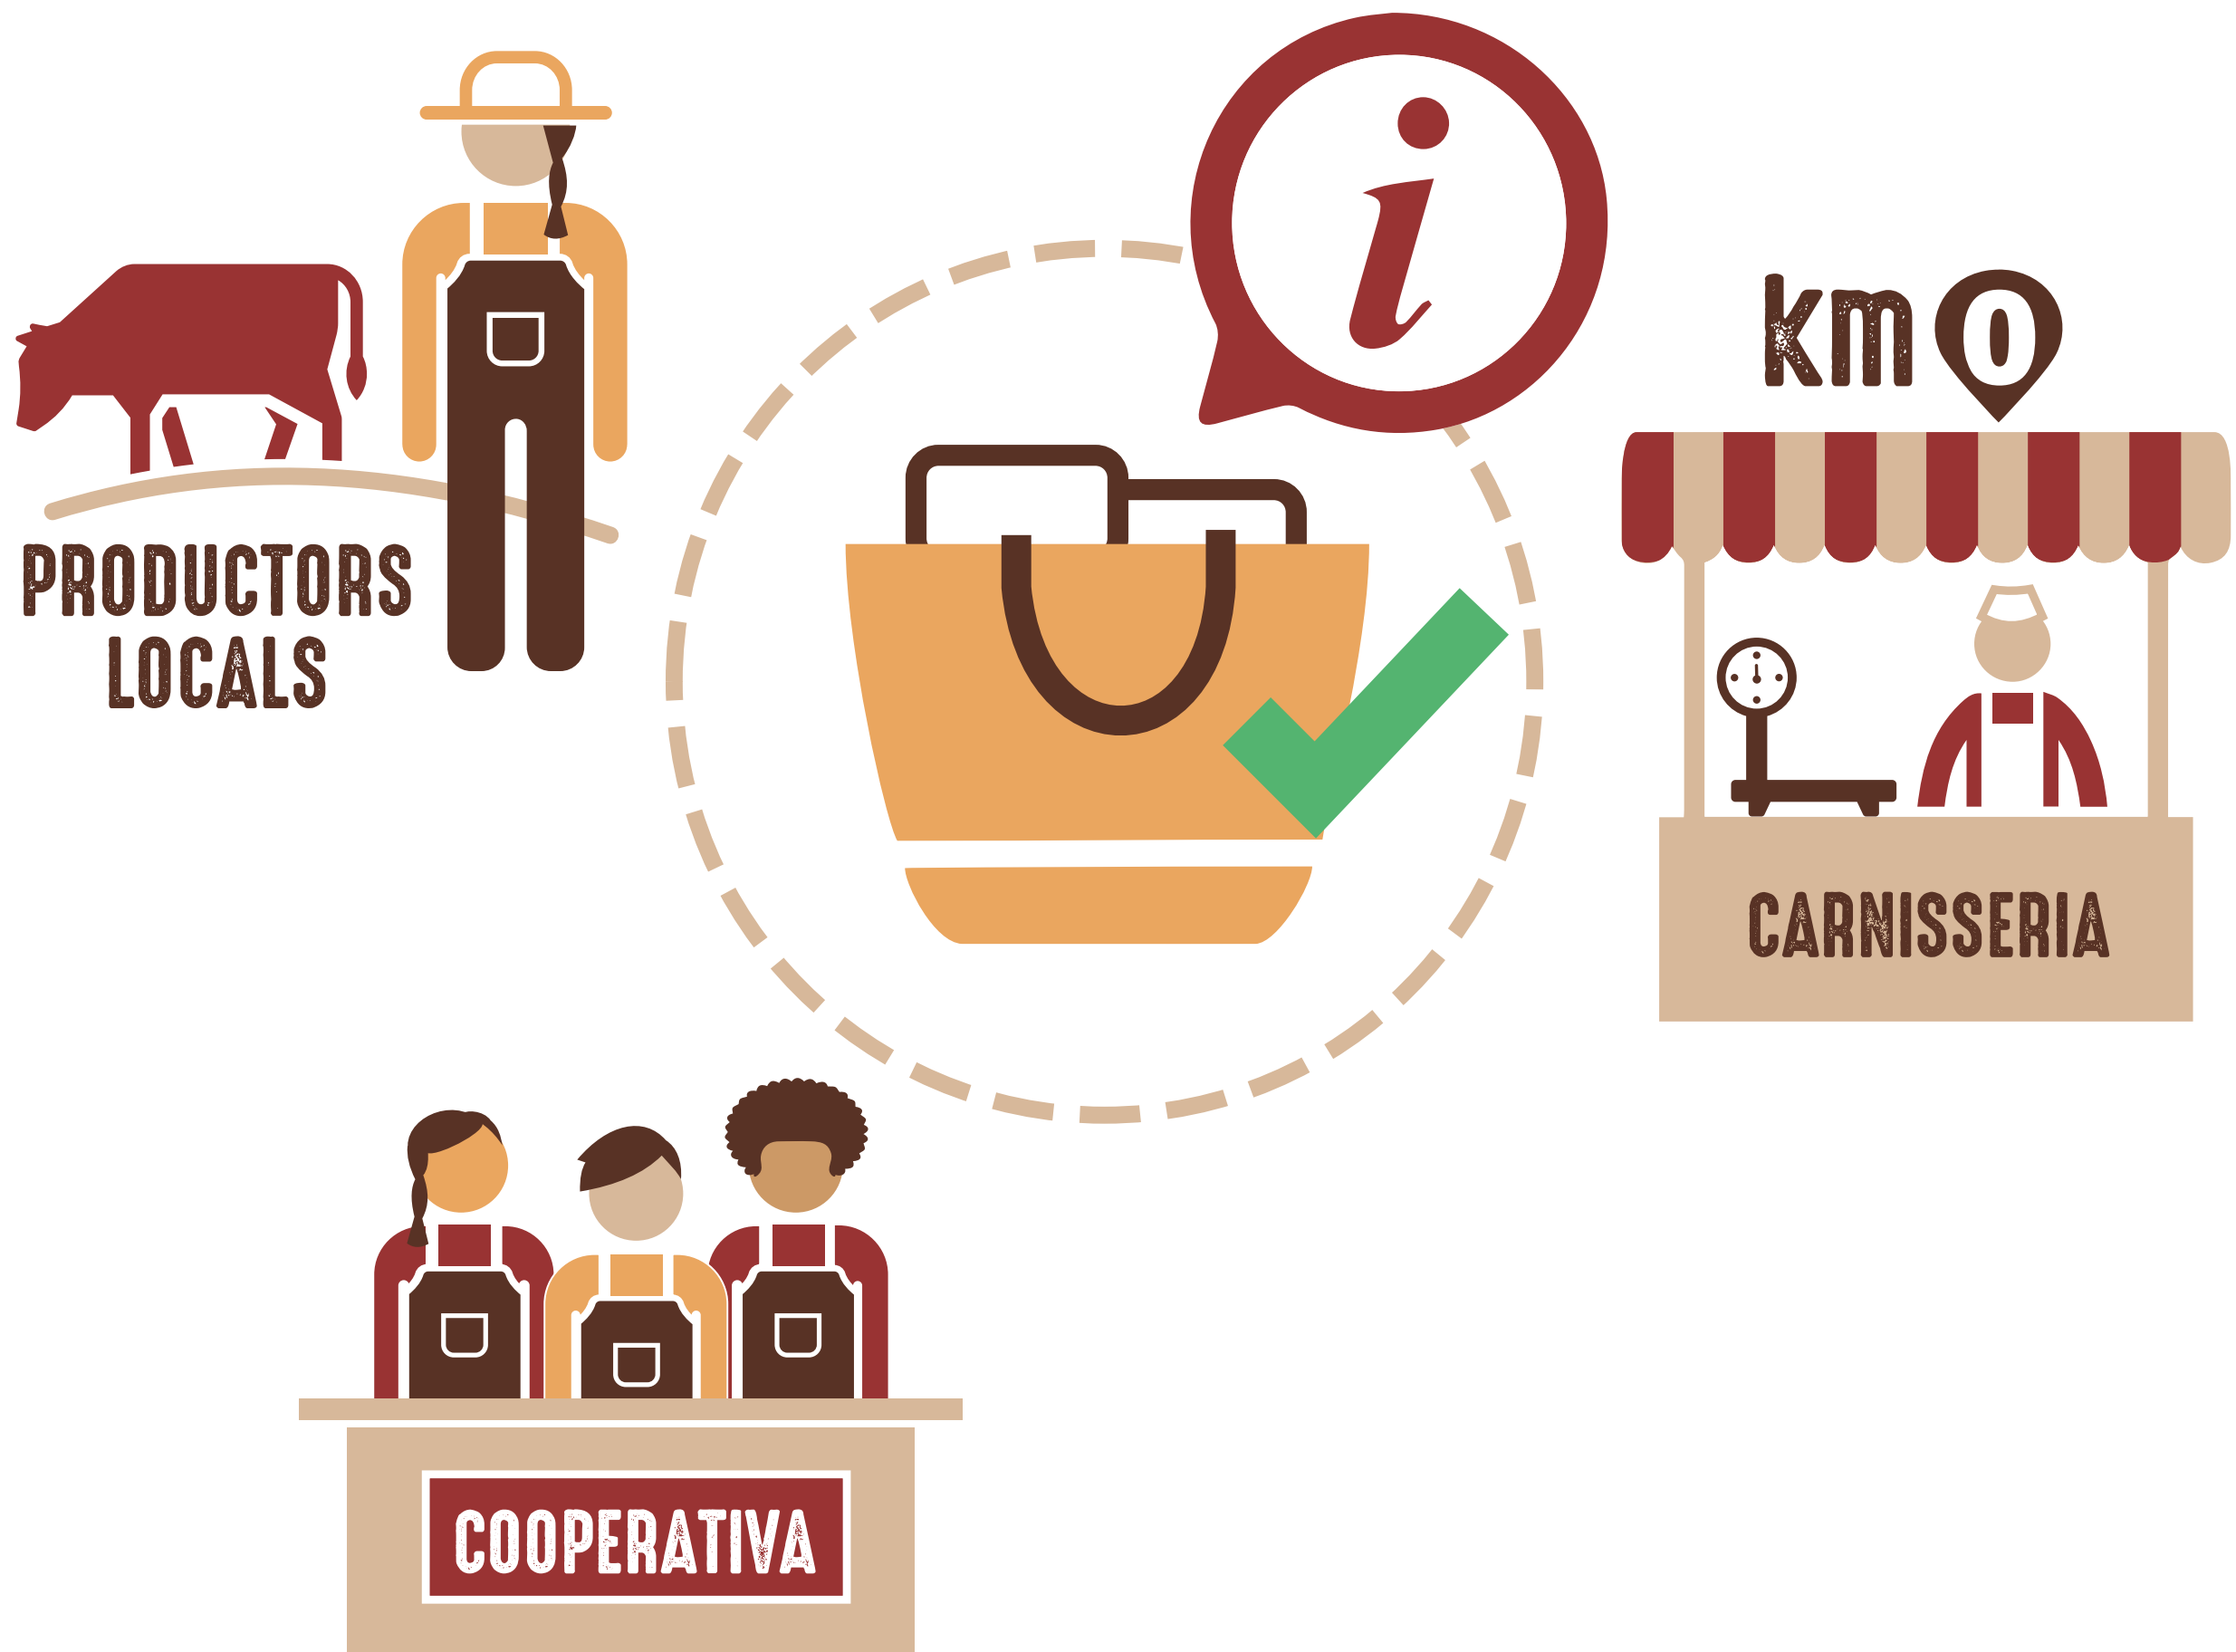 i
km 0
PRODUCTORS
LOCALS
CARNISSERIA
COOPERATIVA